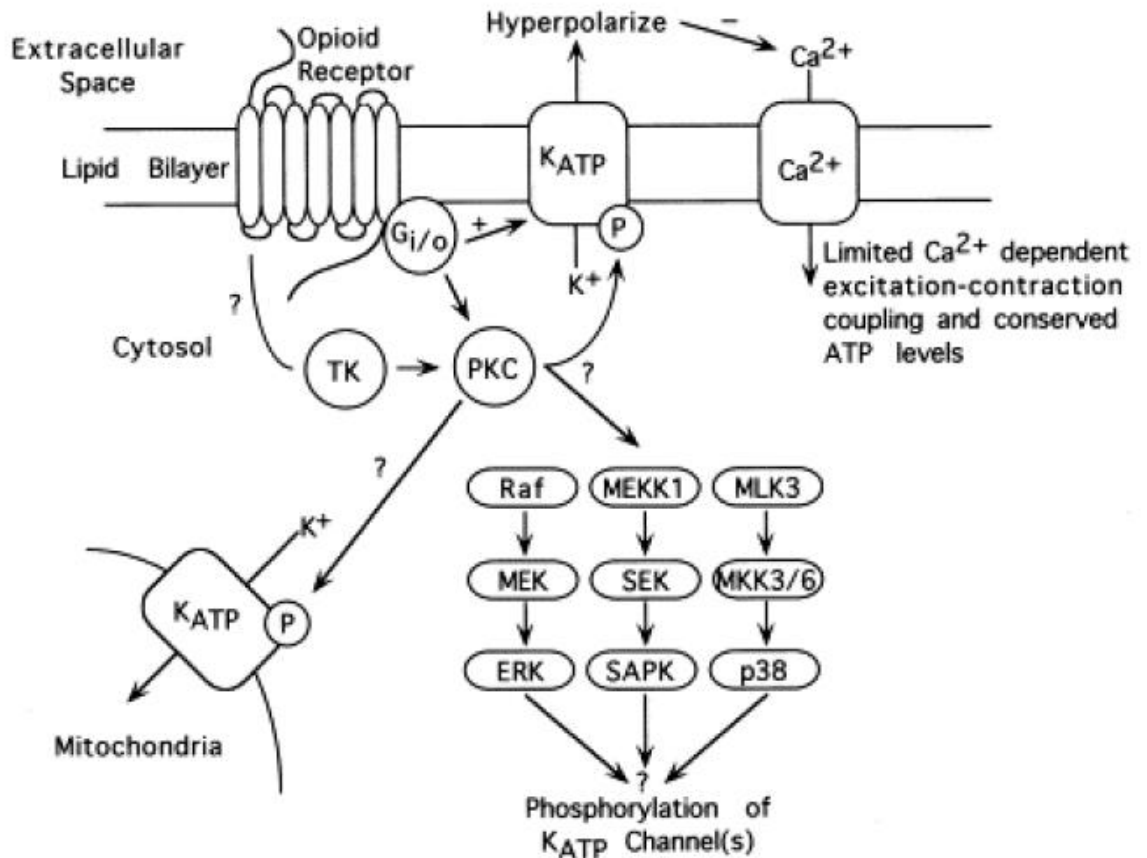 Hyperpolarize
−
Ca2+
Extracellular
Space
Opioid
Receptor
Lipid Bilayer
KATP
Ca2+
Gi/o
+
P
K+
Limited Ca2+ dependent
excitation-contraction
coupling and conserved
ATP levels
?
Cytosol
TK
PKC
?
?
Raf
MEKK1
MLK3
K+
MEK
SEK
MKK3/6
KATP
P
ERK
SAPK
p38
Mitochondria
?
Phosphorylation of
KATP Channel(s)